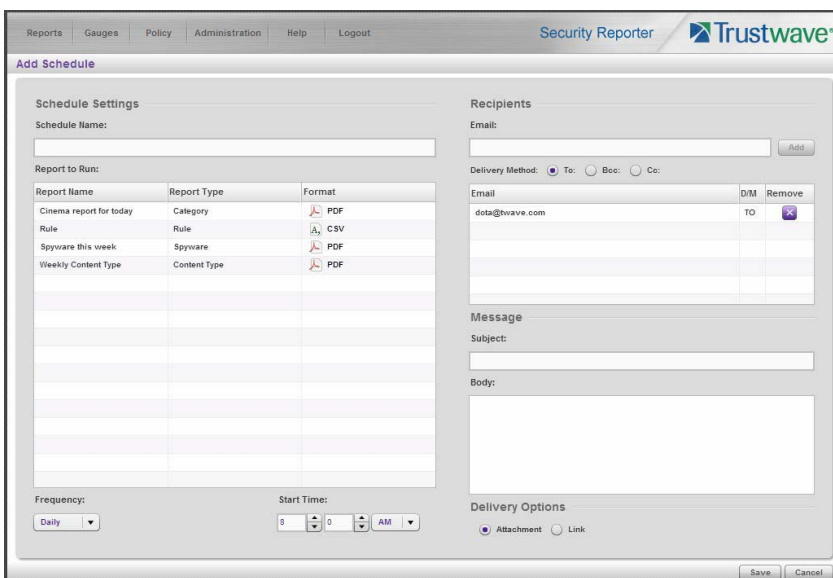 Reports Gauges Policy Administration Help Logout Security Reporter Trustwave®
Add Schedule
Schedule Settings
Schedule Name:
Report to Run:
Report Name Report Type Format
Cinema report for today Category PDF
Rule Rule CSV
Spyware this week Spyware PDF
Weekly Content Type Content Type PDF
Frequency:
Daily
Start Time:
8 0 AM
Recipients
Email:
Add
Delivery Method: To: Bcc: Cc:
Email D/M Remove
dota@twave.com TO
Message
Subject:
Body:
Delivery Options
Attachment Link
Save Cancel